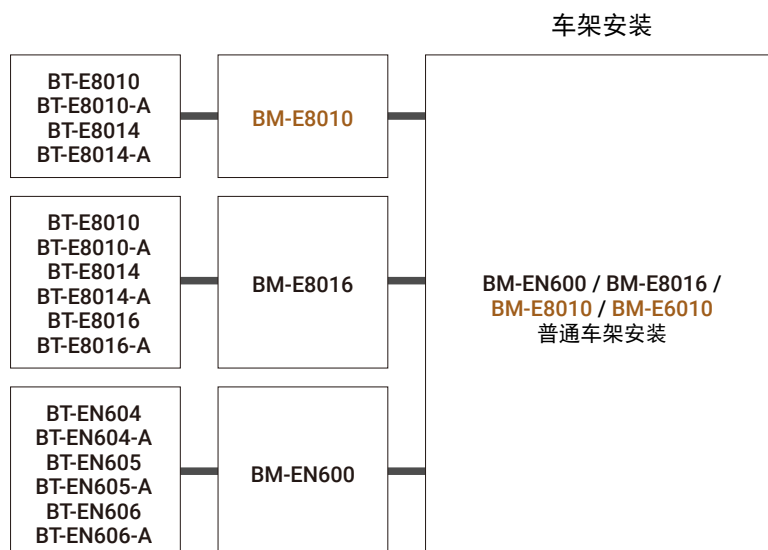 车架安装
BT-E8010
BT-E8010-A
BT-E8014
BT-E8014-A
BM-E8010
BT-E8010
BT-E8010-A
BT-E8014
BT-E8014-A
BT-E8016
BT-E8016-A
BM-E8016
BM-EN600 / BM-E8016 /
BM-E8010 / BM-E6010
普通车架安装
BT-EN604
BT-EN604-A
BT-EN605
BT-EN605-A
BT-EN606
BT-EN606-A
BM-EN600